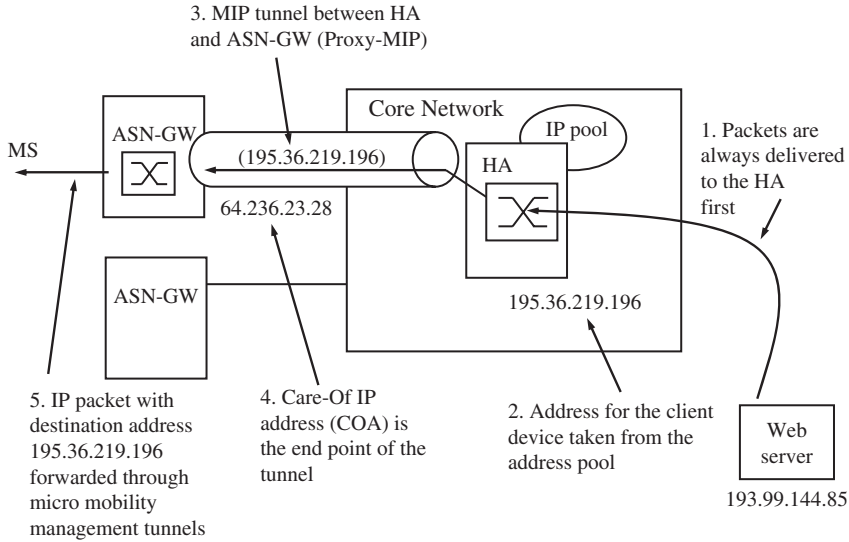 3. MIP tunnel between HA
and ASN-GW (Proxy-MIP)
Core Network
ASN-GW
IP pool
MS
(195.36.219.196)
HA
1. Packets are
always delivered
to the HA
first
64.236.23.28
ASN-GW
195.36.219.196
5. IP packet with
destination address
195.36.219.196
forwarded through
micro mobility
management tunnels
4. Care-Of IP
address (COA) is
the end point of the
tunnel
2. Address for the client
device taken from the
address pool
Web
server
193.99.144.85